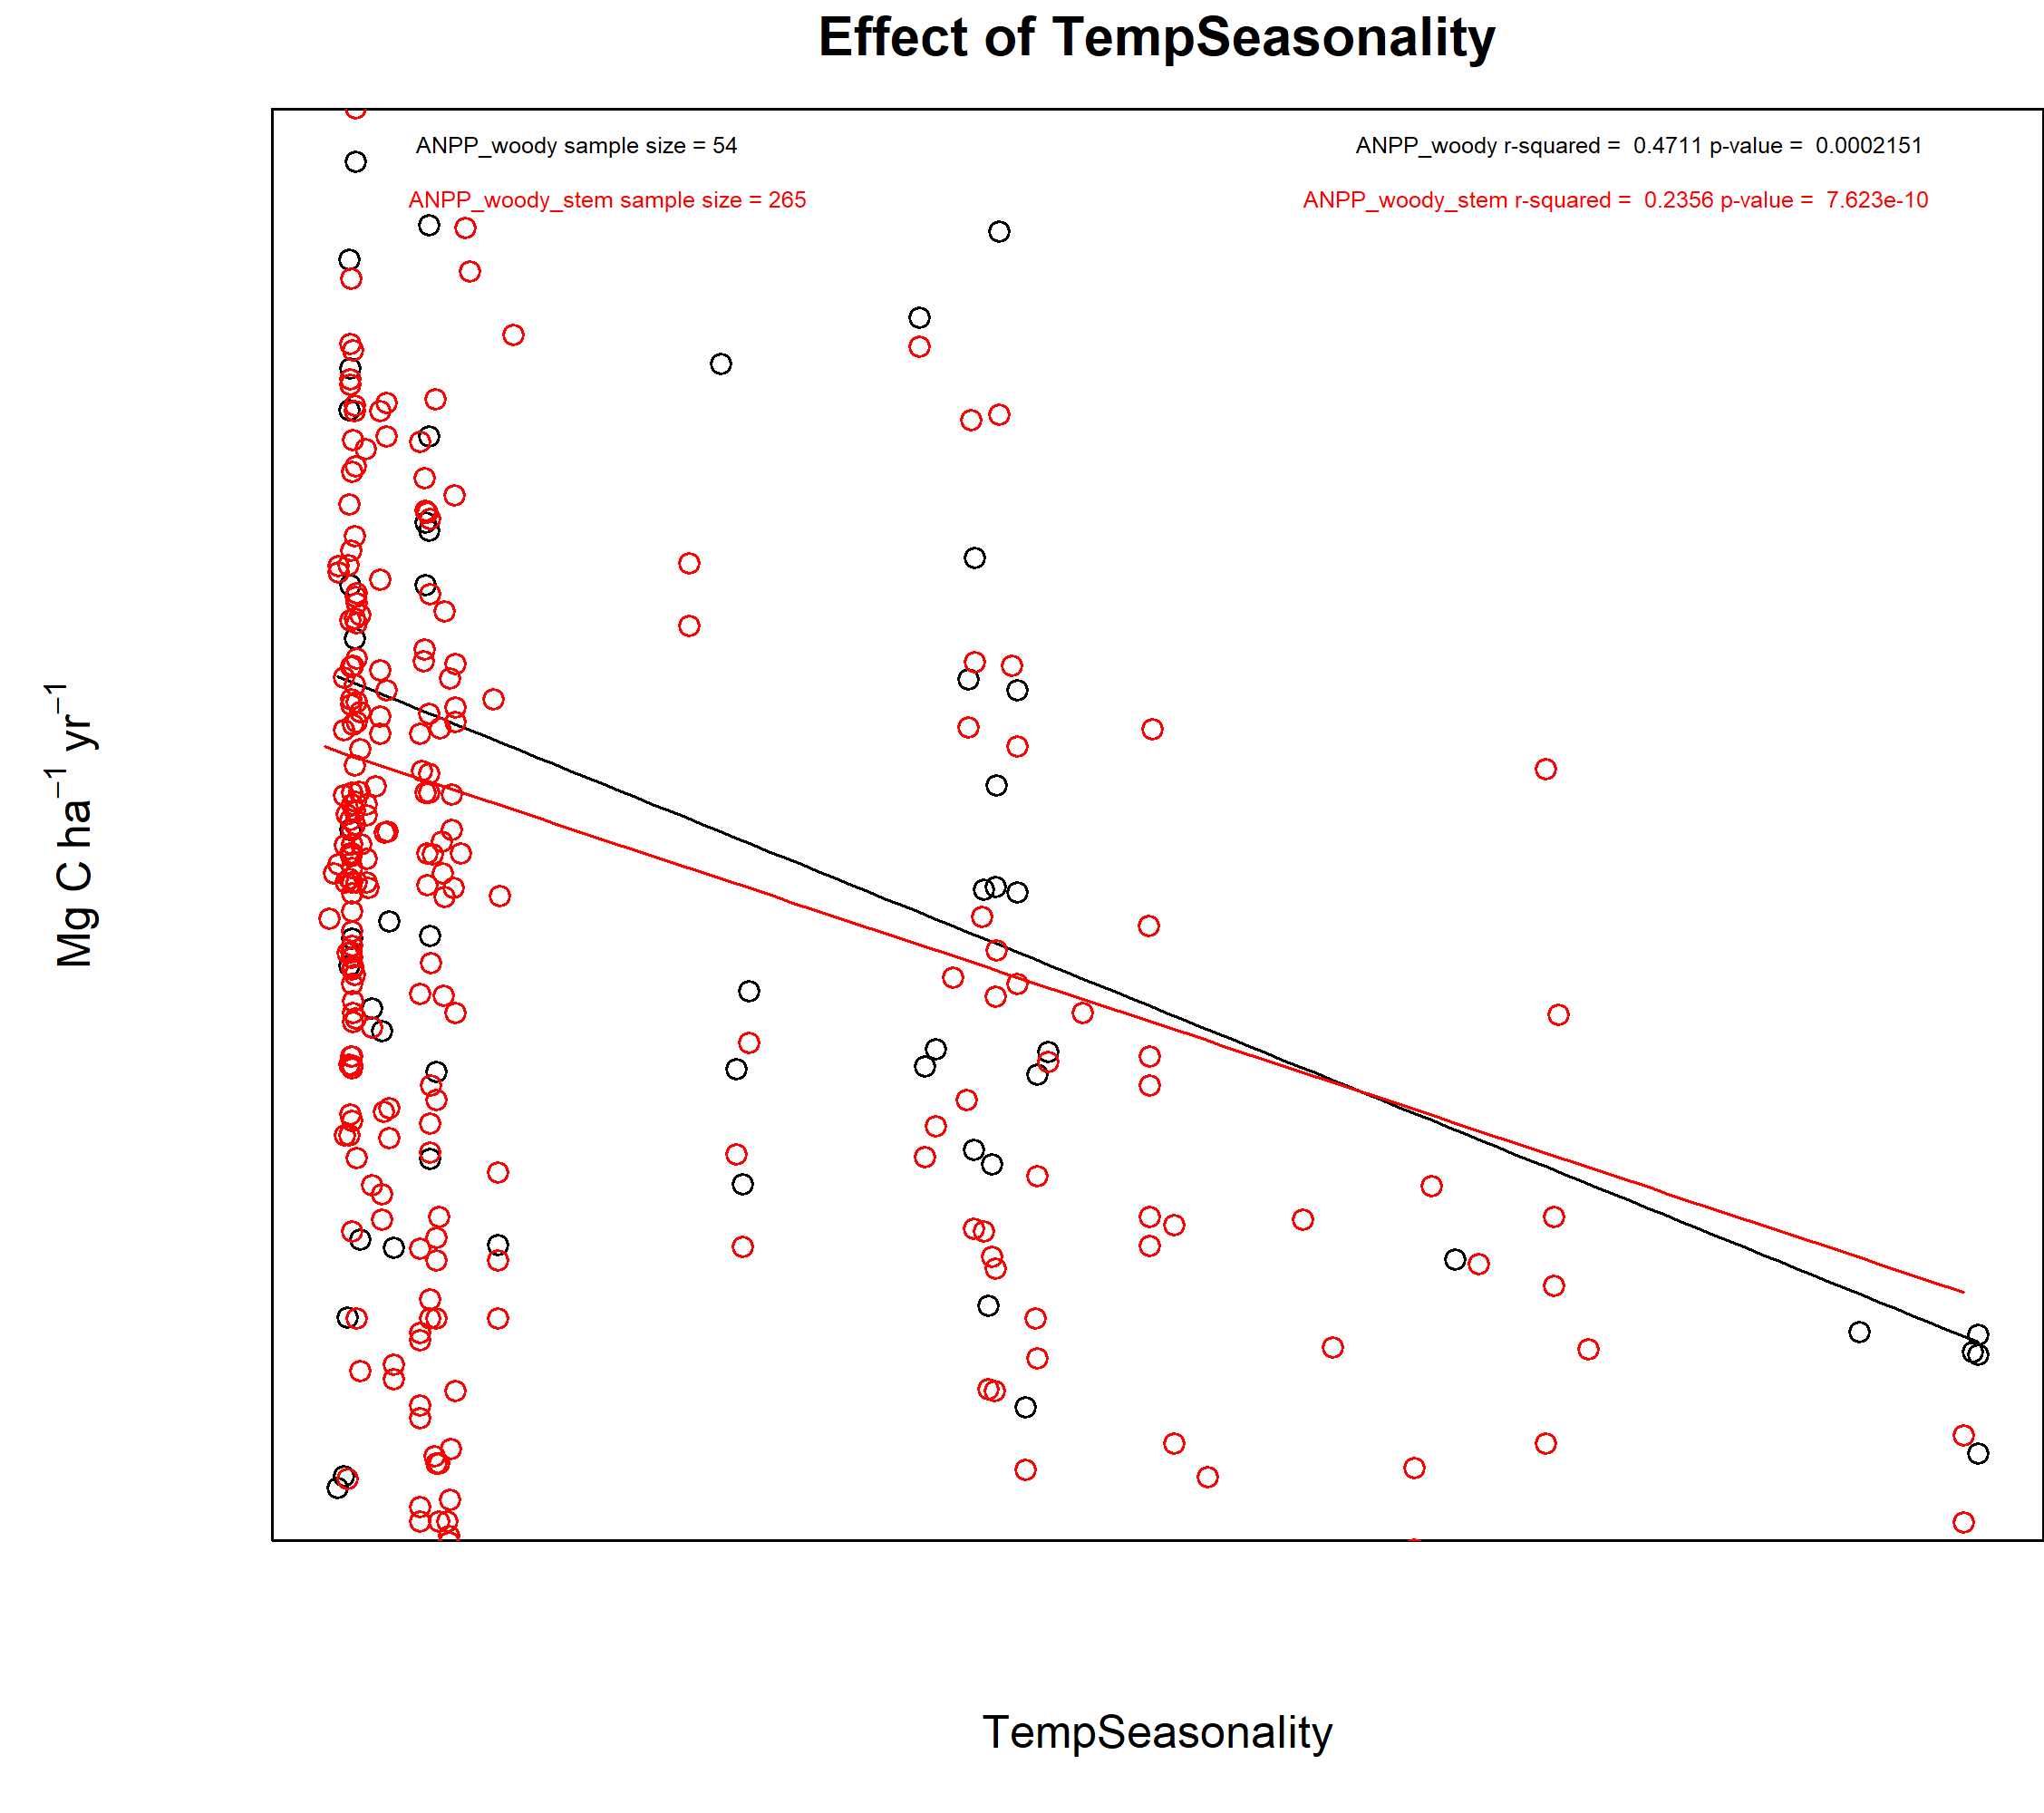 Effect of TempSeasonality
ANPP_woody sample size = 54
ANPP_woody r-squared =  0.4711 p-value =  0.0002151
ANPP_woody_stem sample size = 265
ANPP_woody_stem r-squared =  0.2356 p-value =  7.623e-10
Mg C ha⁻¹ yr⁻¹
TempSeasonality